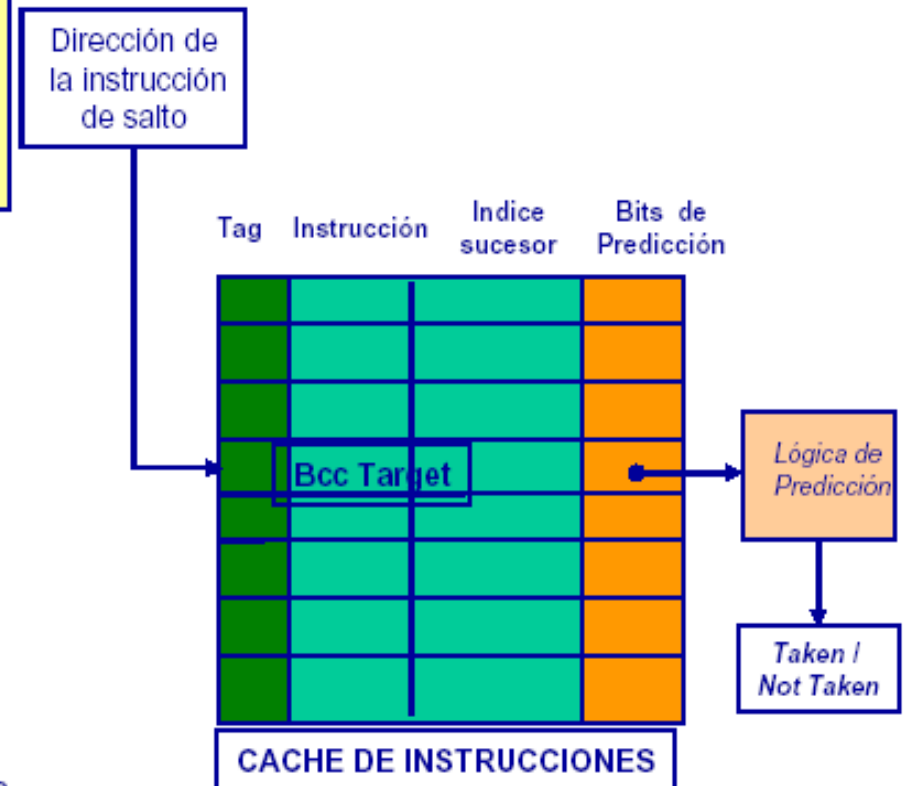 Dirección de
la instrucción
de salto
Tag Instrucción Indice sucesor Bits de Predicción
Bcc Target
Lógica de
Predicción
Taken /
Not Taken
CACHE DE INSTRUCCIONES